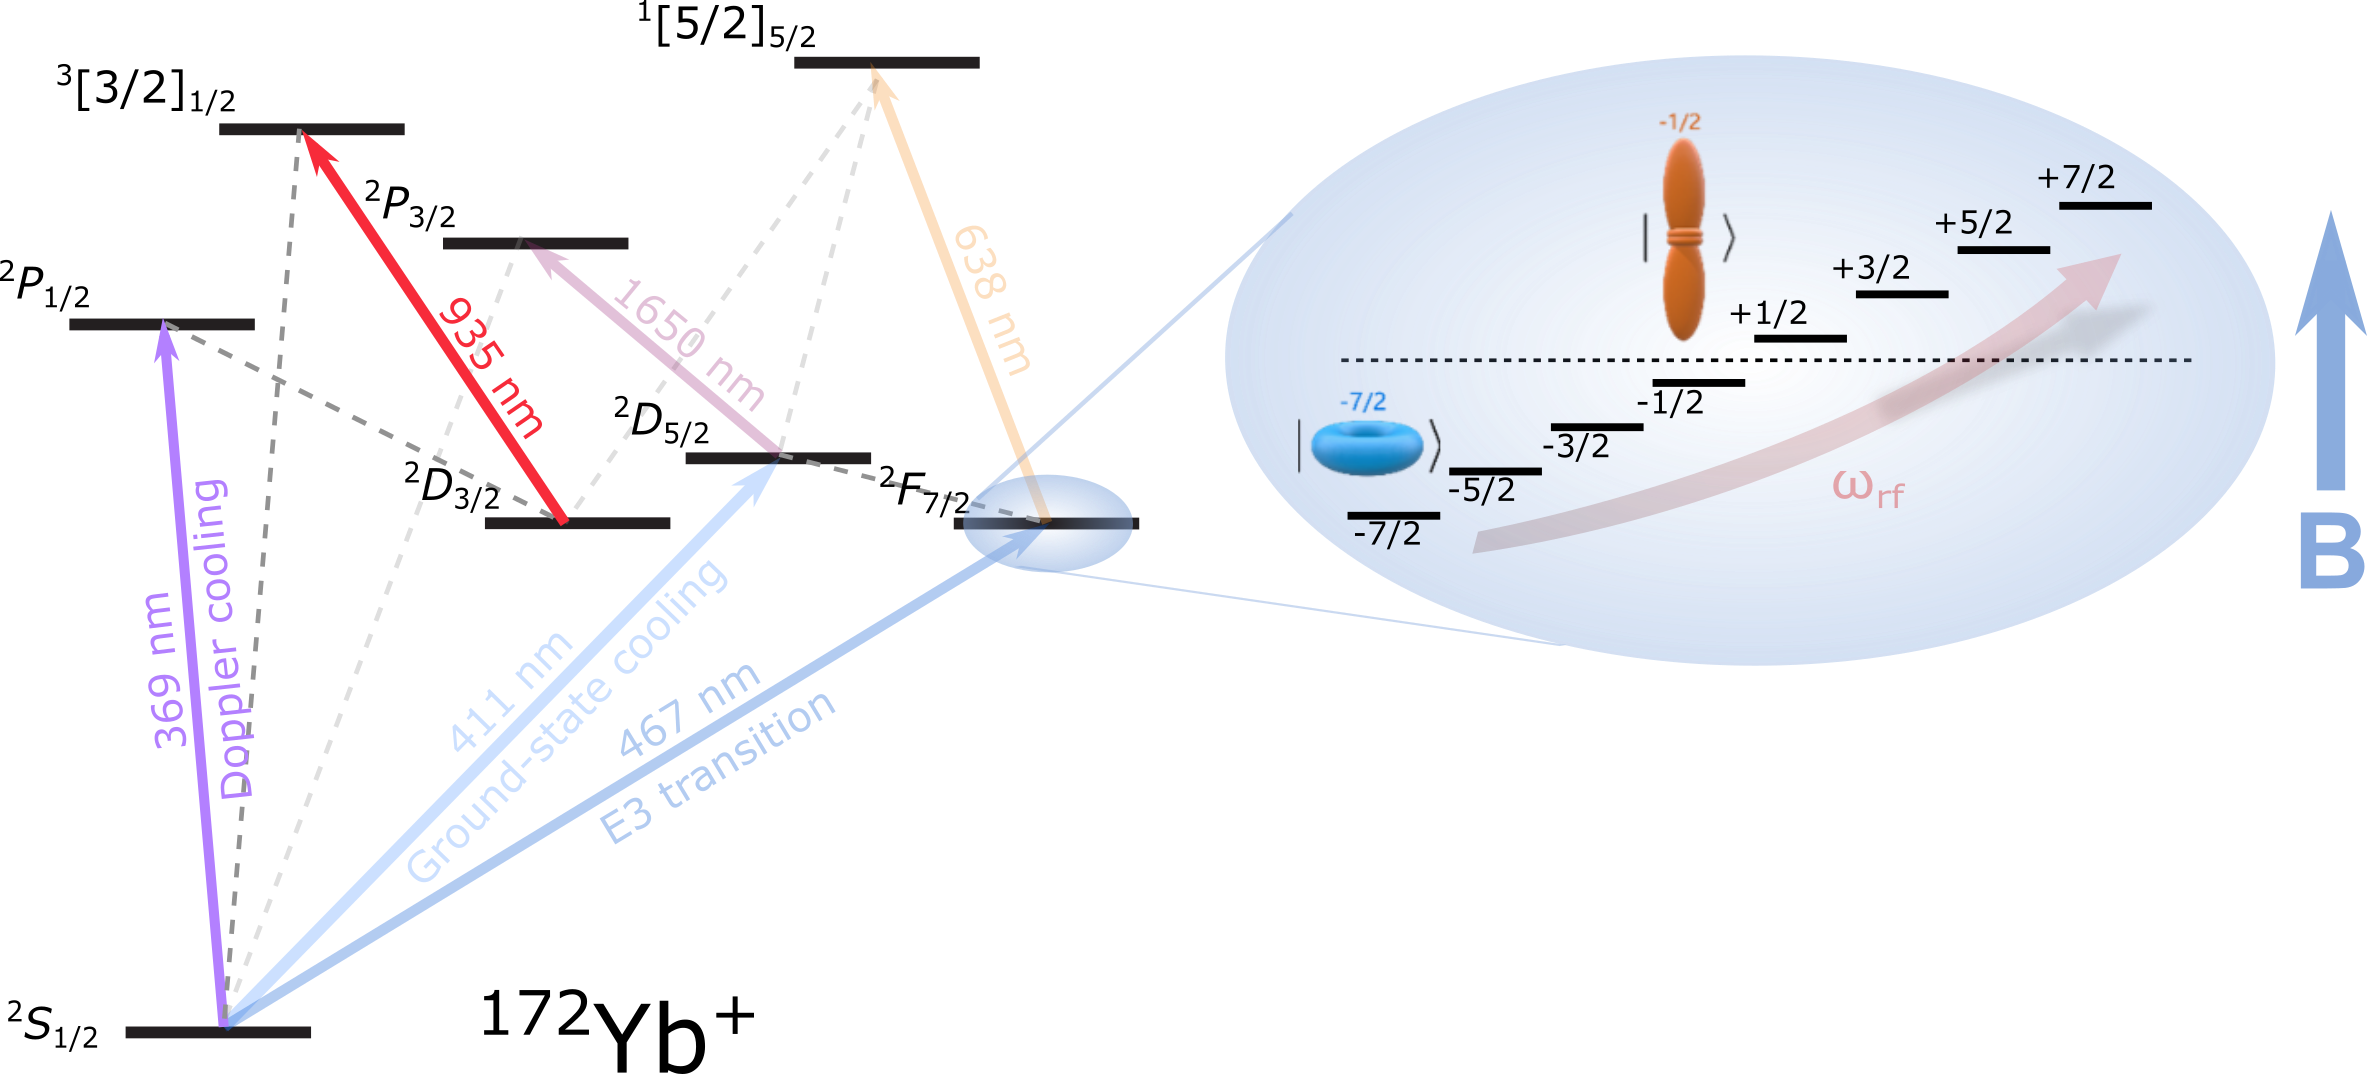 ¹[5/2]₅/₂
³[3/2]₁/₂
²P₃/₂
²P₁/₂
935 nm
1650 nm
638 nm
²D₅/₂
²D₃/₂
²F₇/₂
369 nm
Doppler cooling
411 nm
Ground-state cooling
467 nm
E3 transition
²S₁/₂
¹⁷²Yb⁺
-1/2
| ⟩
+7/2
+5/2
+3/2
+1/2
-1/2
-3/2
-5/2
-7/2
-7/2
| ⟩
ωrf
B